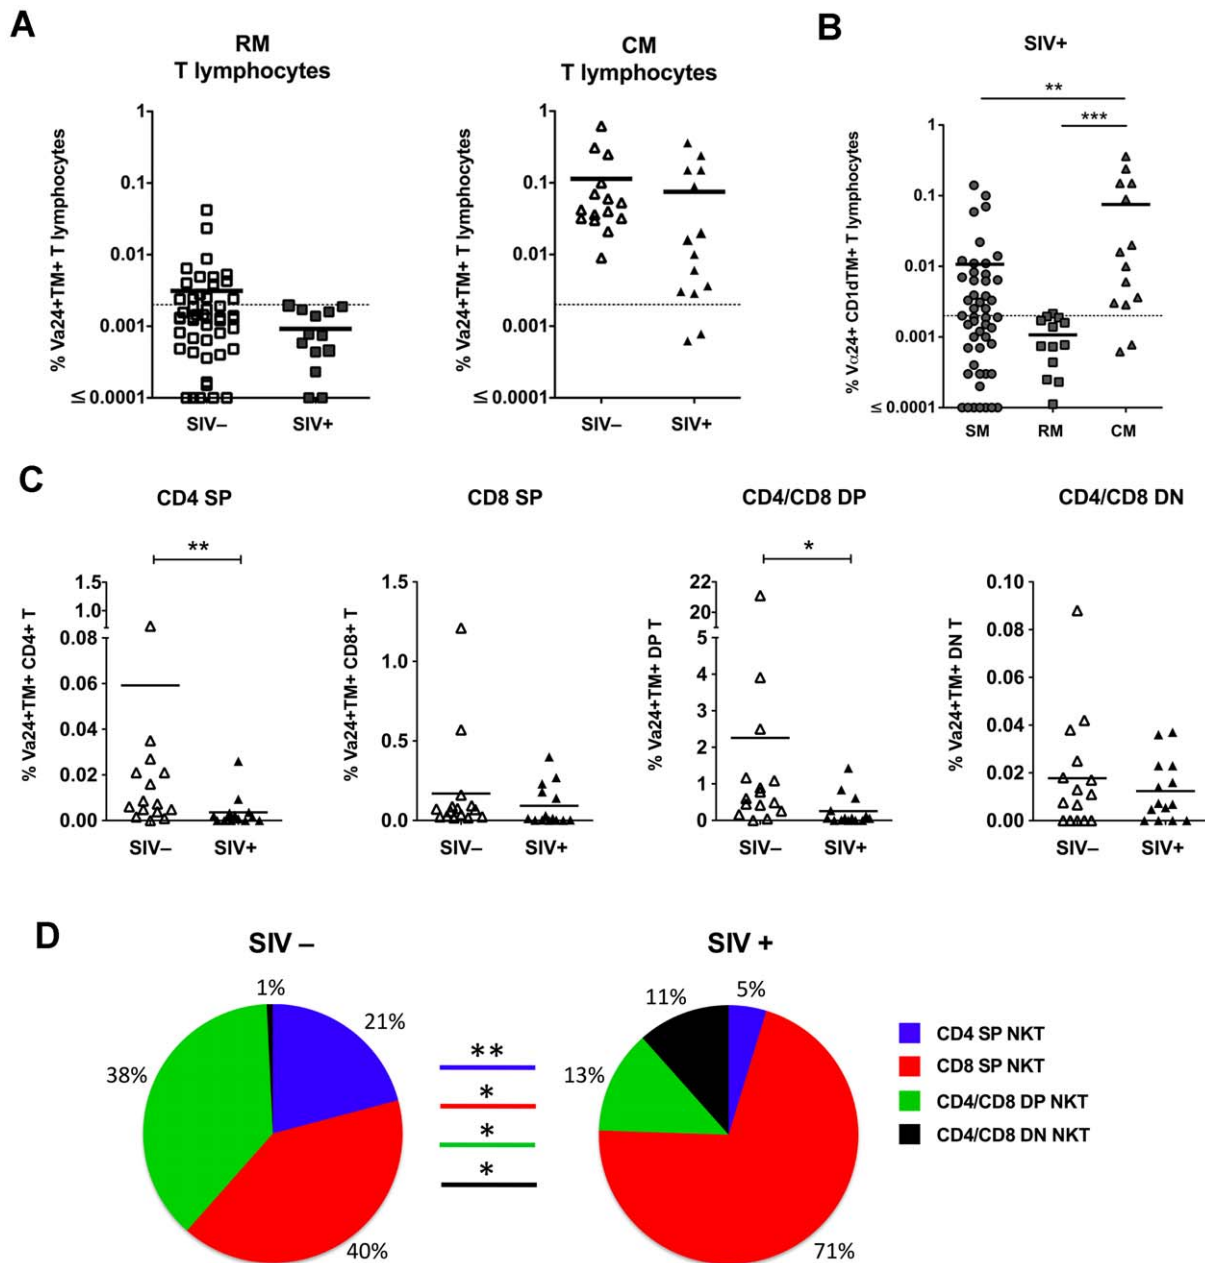 A
RM
T lymphocytes
% Va24+TM+ T lymphocytes
1
0.1
0.01
0.001
≤ 0.0001
SIV–
SIV+
CM
T lymphocytes
% Va24+TM+ T lymphocytes
1
0.1
0.01
0.001
≤ 0.0001
SIV–
SIV+
B
SIV+
**
***
% Vα24+ CD1dTM+ T lymphocytes
1
0.1
0.01
0.001
≤ 0.0001
SM
RM
CM
C
CD4 SP
**
% Va24+TM+ CD4+ T
1.5
1.0
0.08
0.06
0.04
0.02
0.00
SIV–
SIV+
CD8 SP
% Va24+TM+ CD8+ T
1.5
1.0
0.5
0.0
SIV–
SIV+
CD4/CD8 DP
*
% Va24+TM+ DP T
22
20
5
4
3
2
1
0
SIV–
SIV+
CD4/CD8 DN
% Va24+TM+ DN T
0.10
0.08
0.06
0.04
0.02
0.00
SIV–
SIV+
D
SIV –
1%
21%
38%
40%
**
*
*
*
SIV +
5%
11%
13%
71%
CD4 SP NKT
CD8 SP NKT
CD4/CD8 DP NKT
CD4/CD8 DN NKT